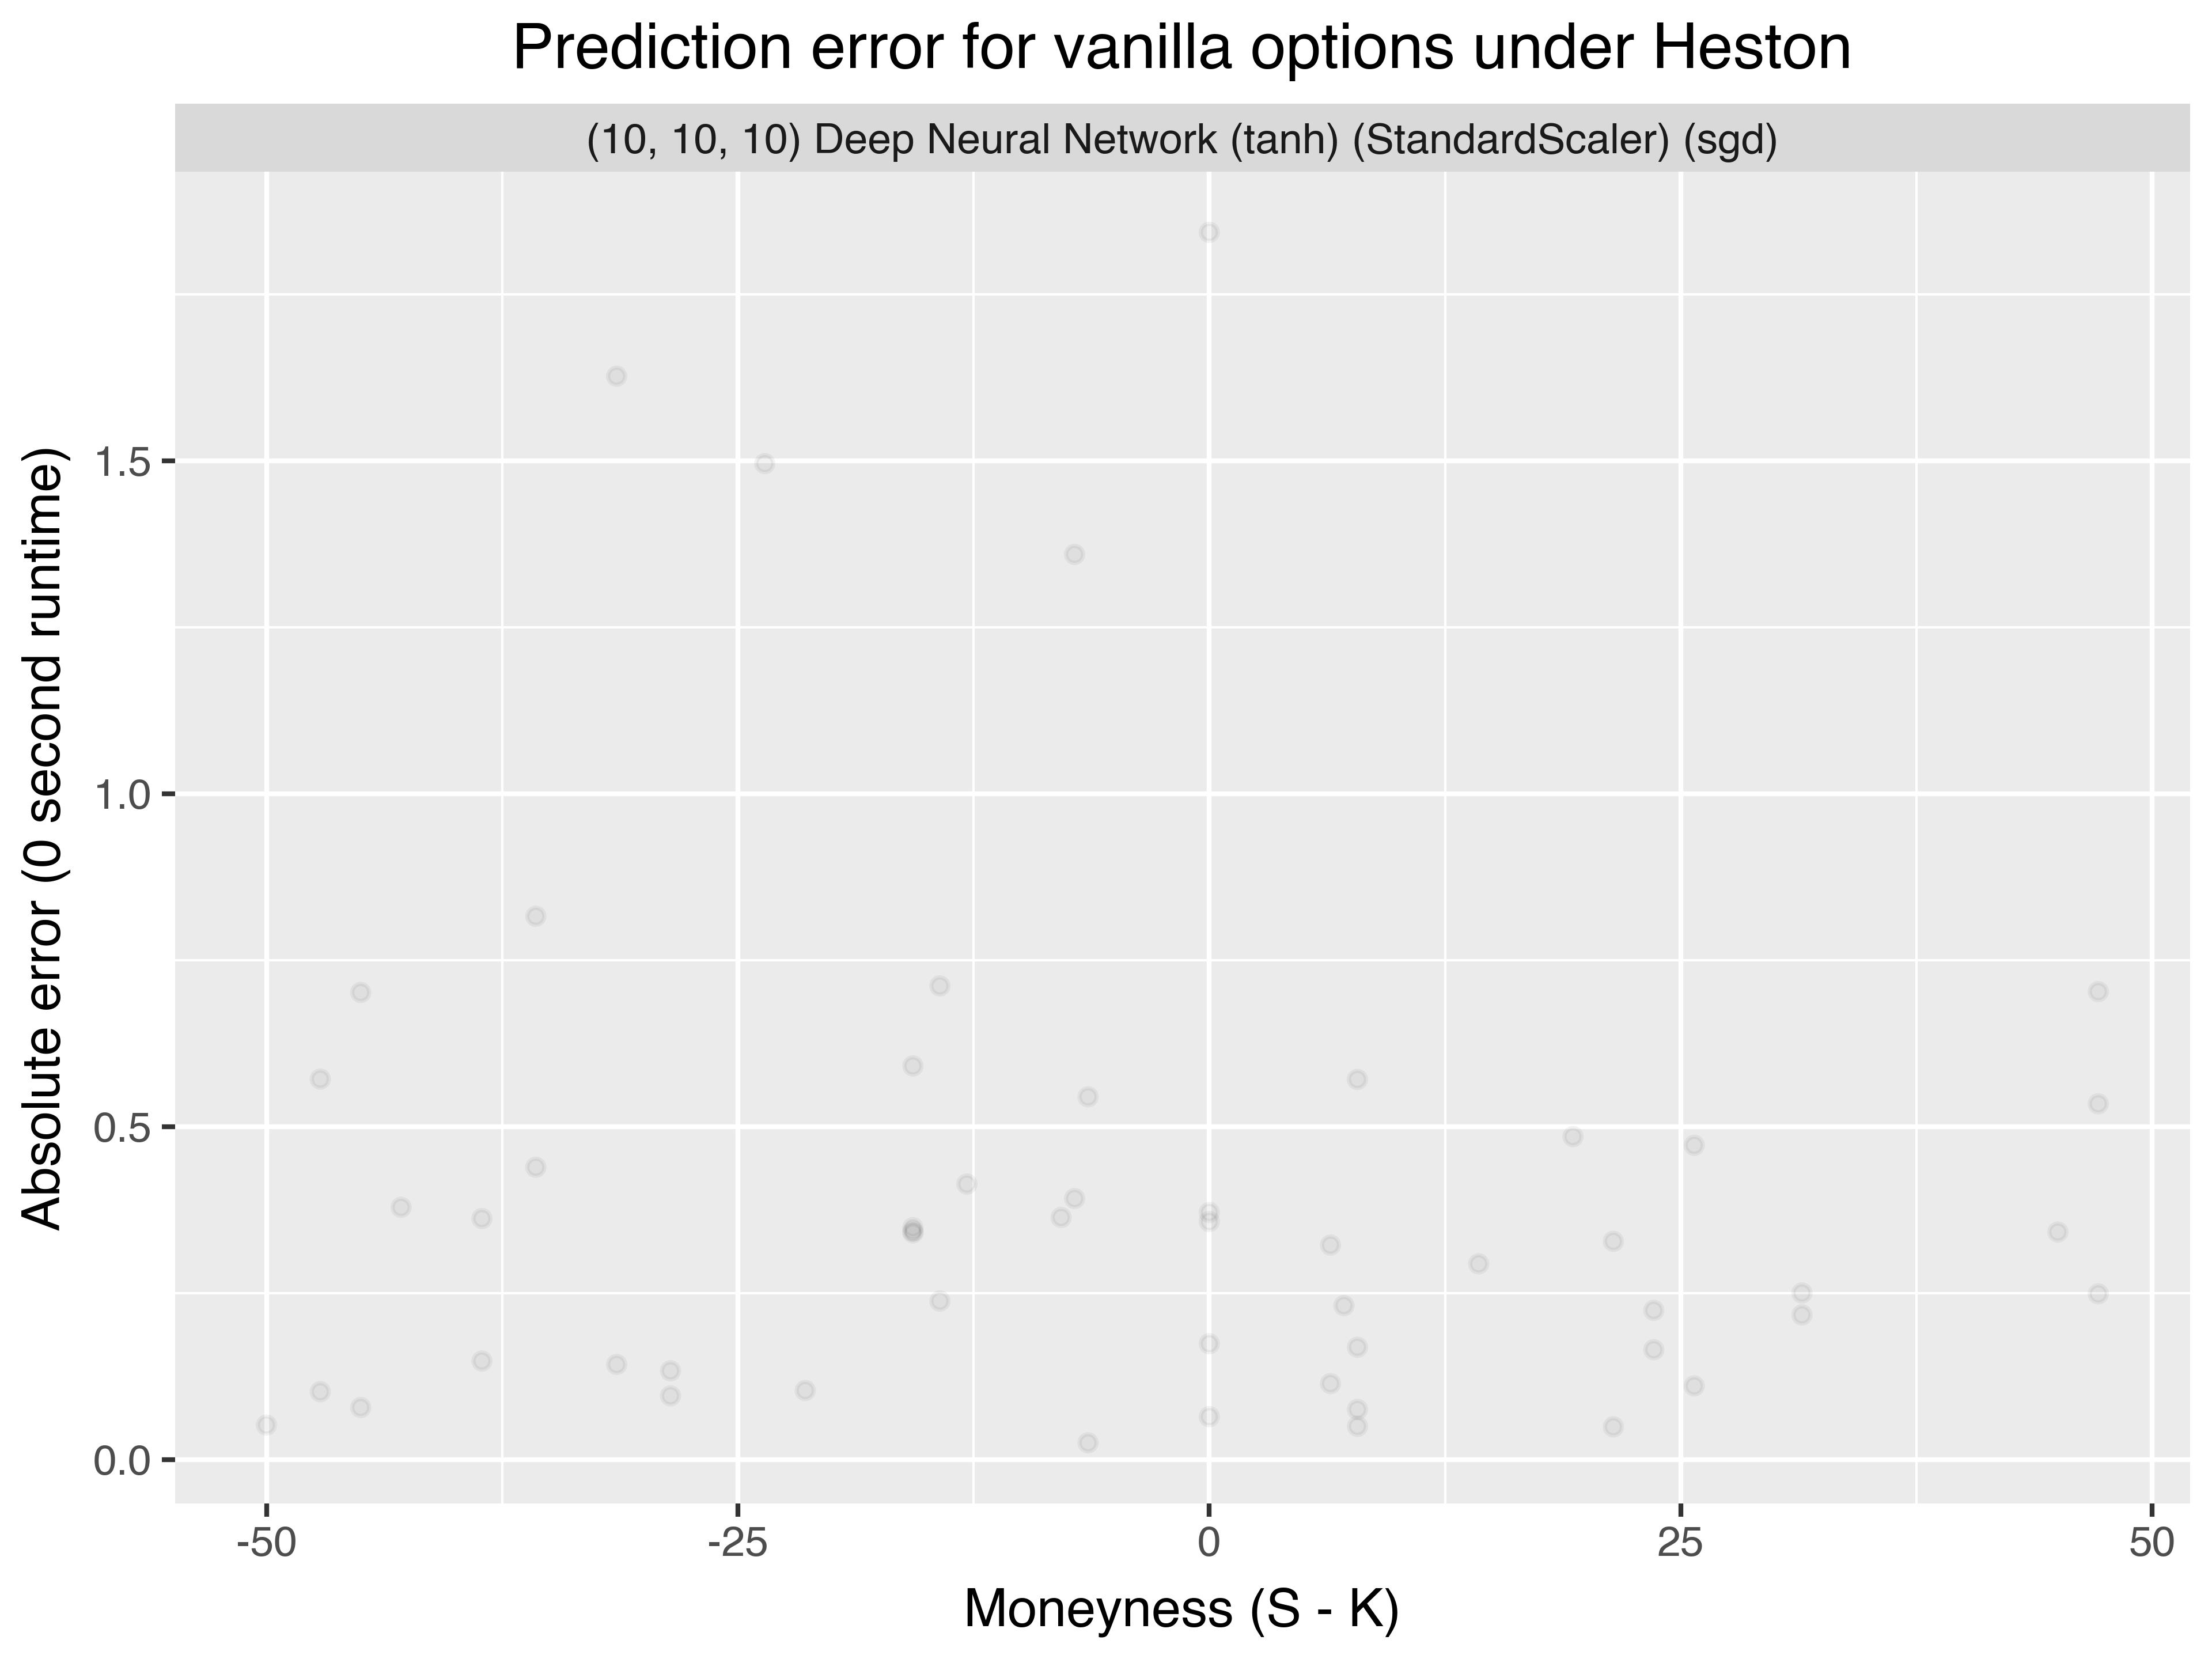 Prediction error for vanilla options under Heston
(10, 10, 10) Deep Neural Network (tanh) (StandardScaler) (sgd)
Absolute error (0 second runtime)
1.5
1.0
0.5
0.0
-50
-25
0
25
50
Moneyness (S - K)